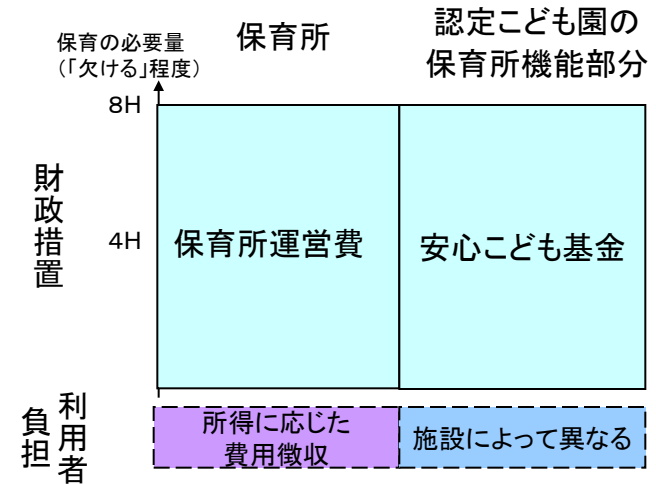 保育の必要量
（「欠ける」程度）
保育所
認定こども園の
保育所機能部分
8H
財政措置
4H
保育所運営費
安心こども基金
利用者
負担
所得に応じた
費用徴収
施設によって異なる